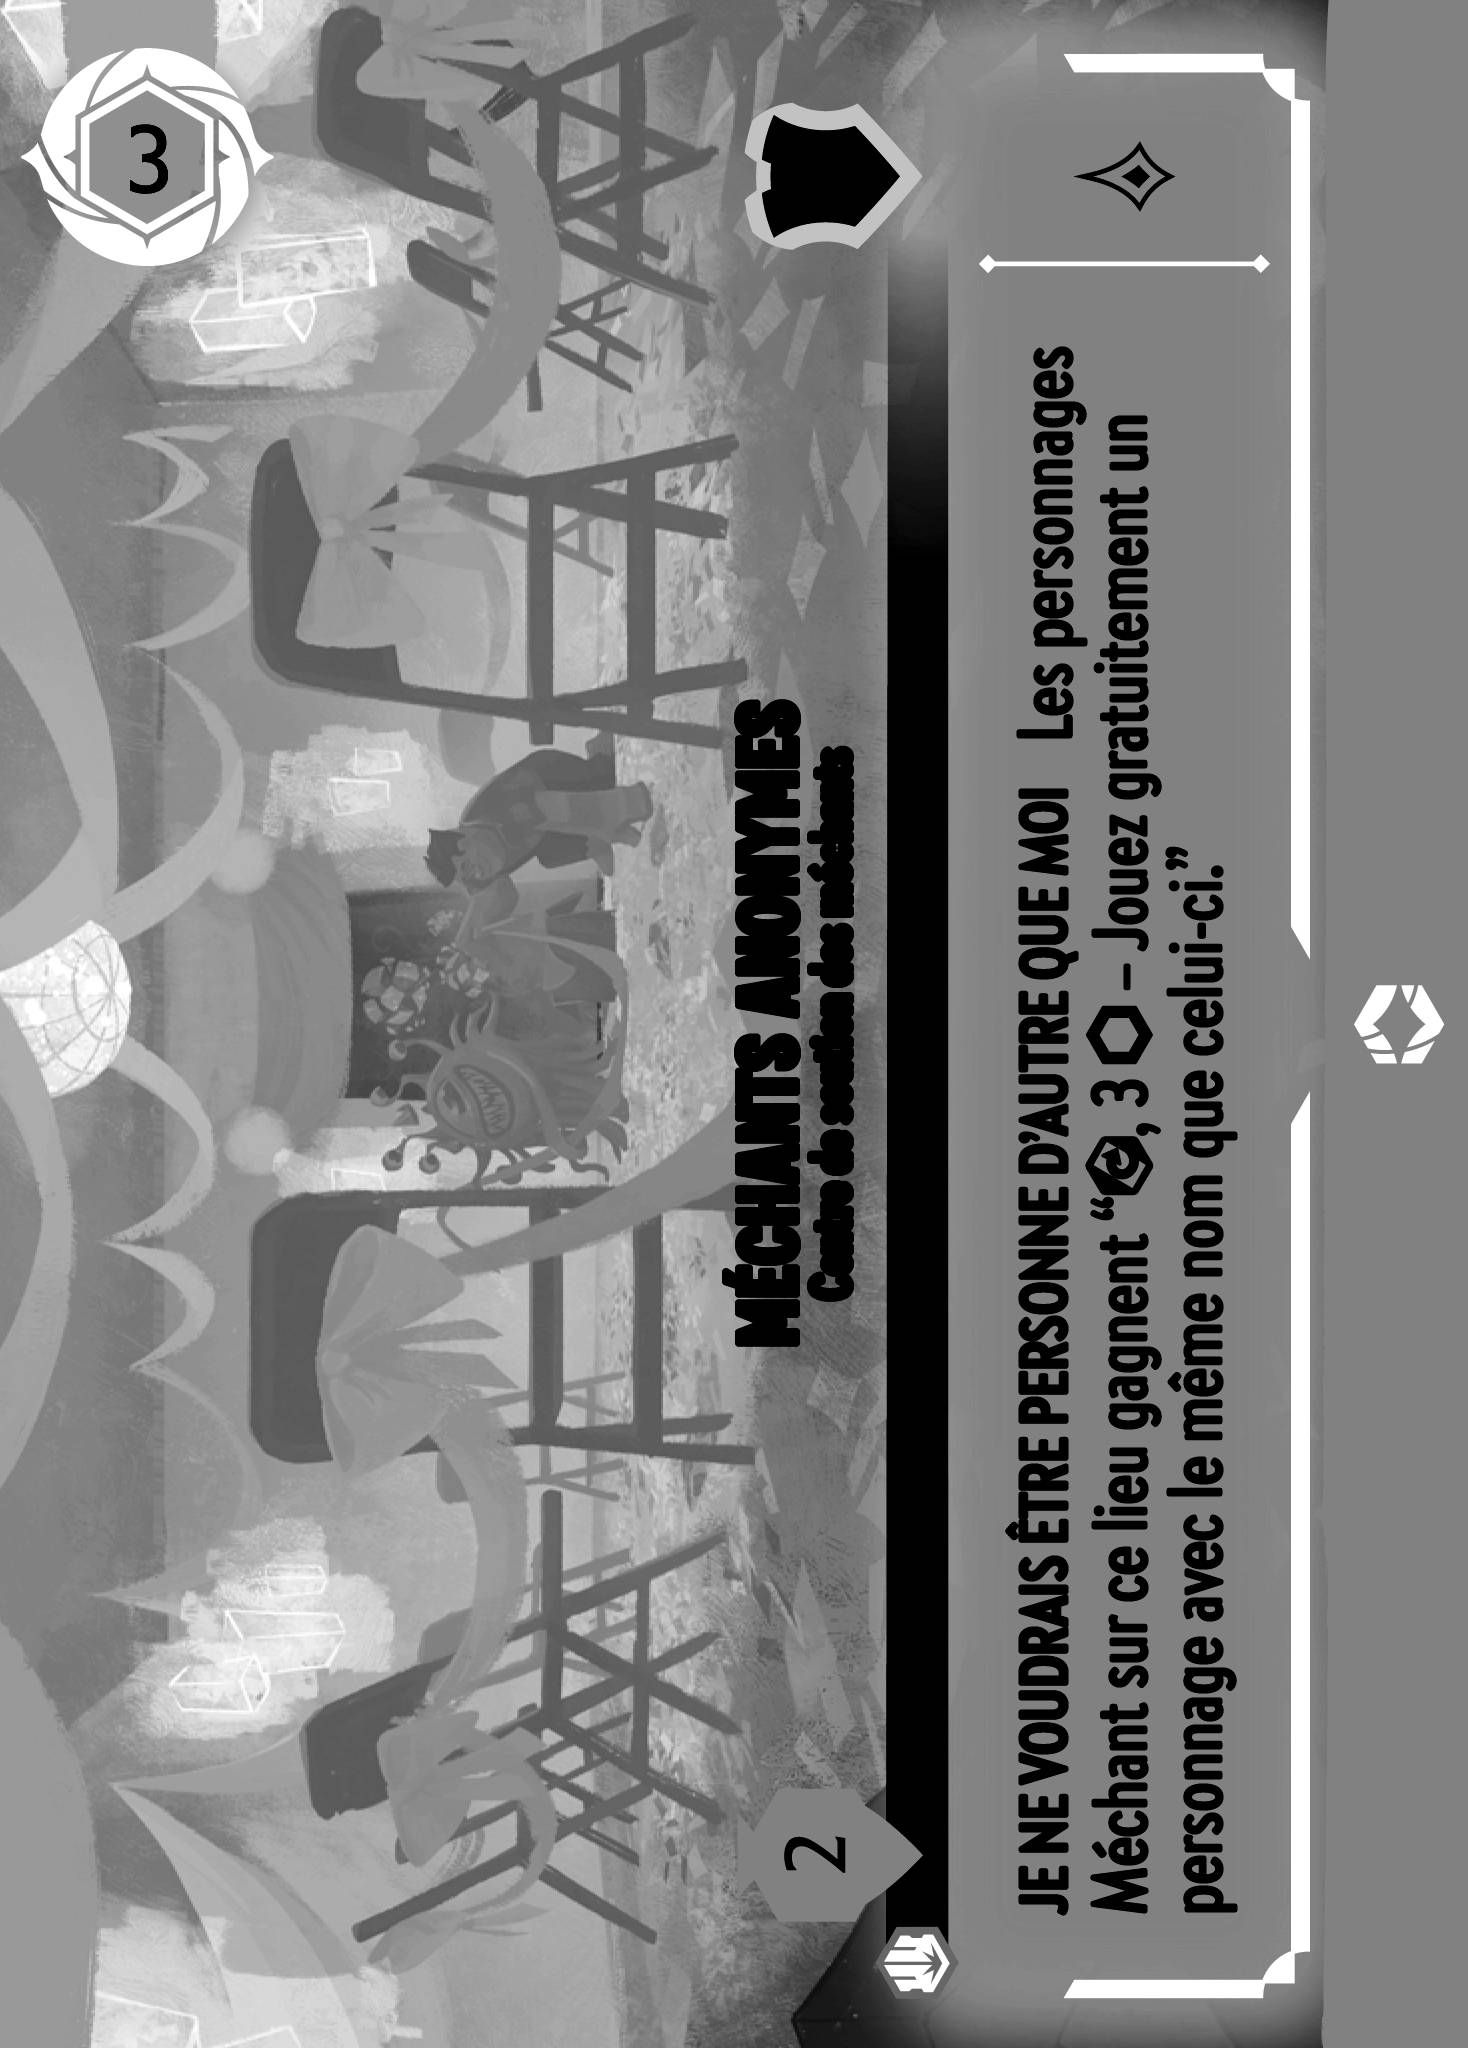 3
MÉCHANTS ANONYMES
Centre de soutien des méchants
2
JE NE VOUDRAIS ÊTRE PERSONNE D'AUTRE QUE MOI Les personnages
Méchant sur ce lieu gagnent “, 3 – Jouez gratuitement un
personnage avec le même nom que celui-ci.”